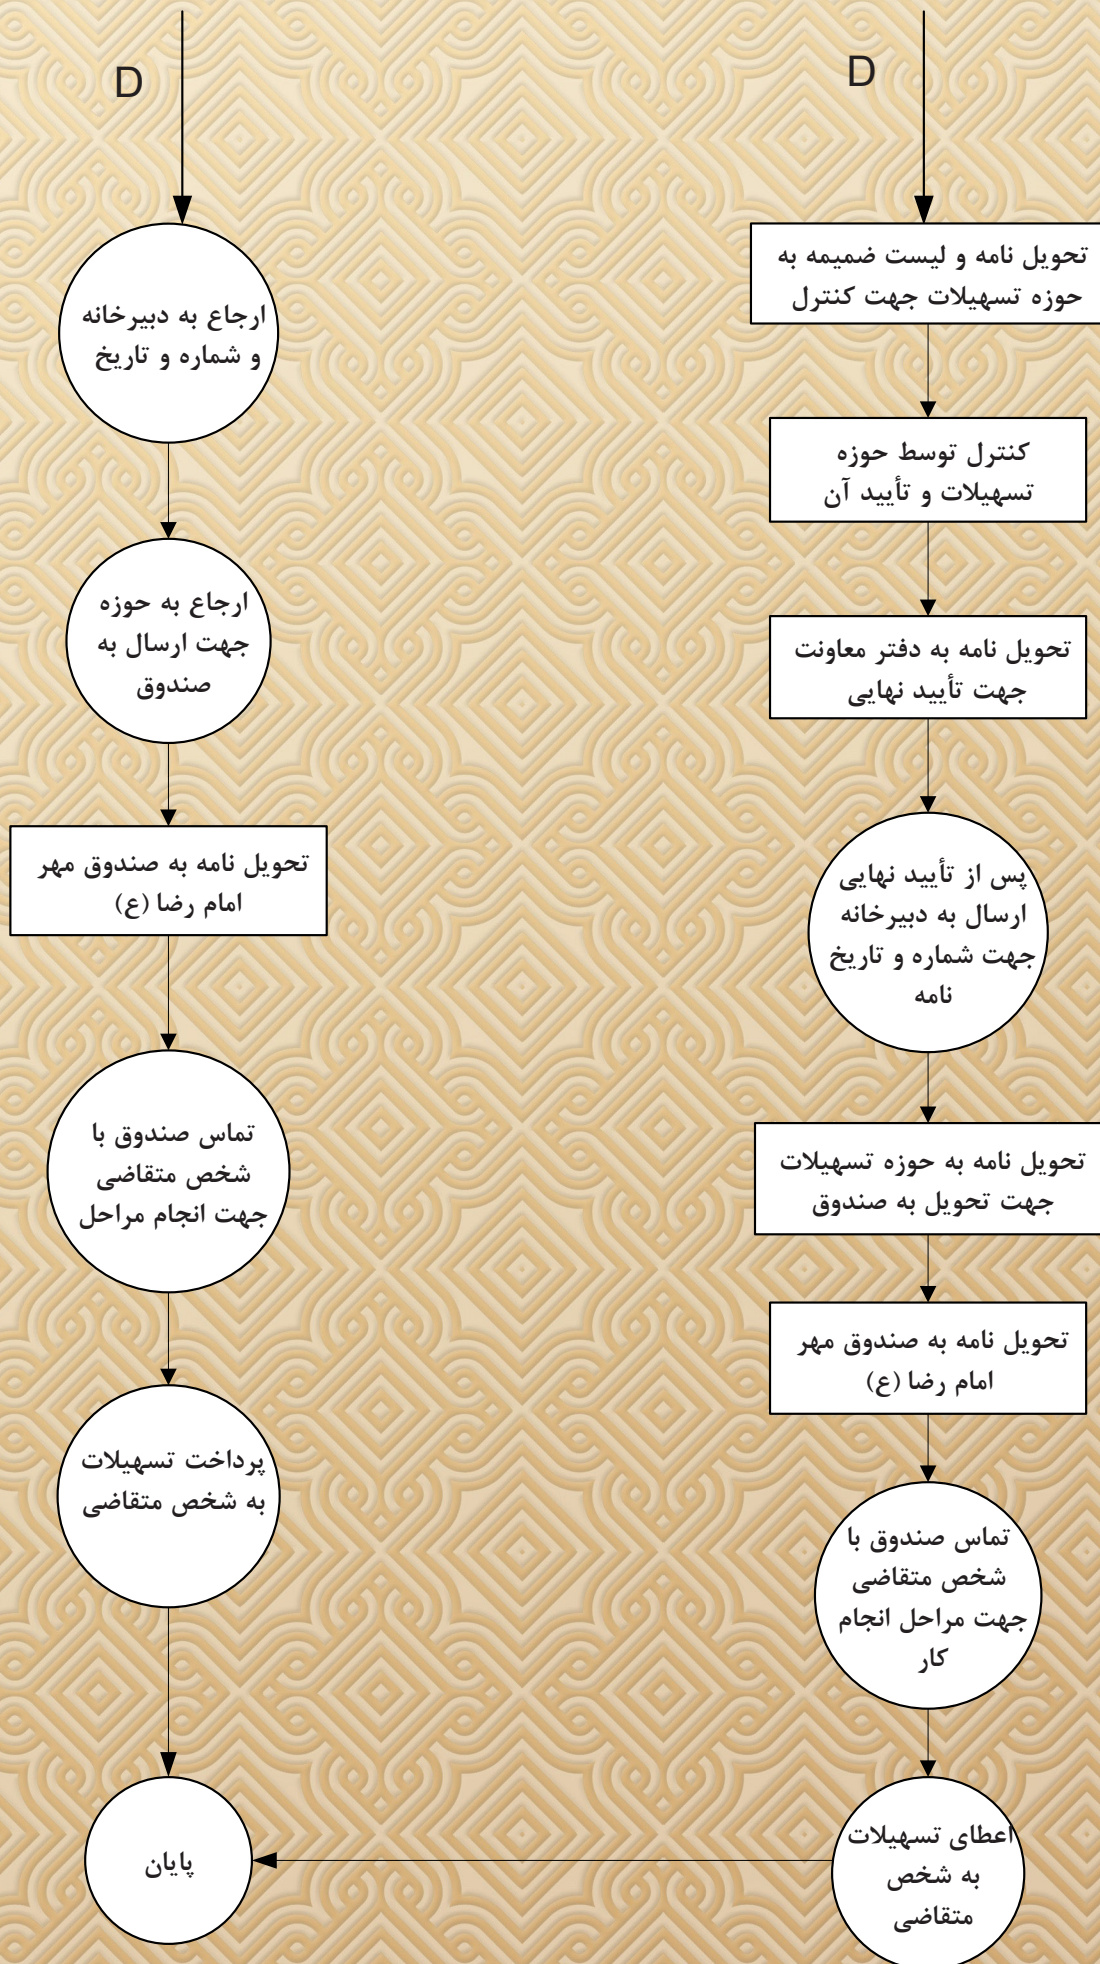 D
تحویل نامه و لیست ضمیمه به
حوزه تسهیلات جهت کنترل
کنترل توسط حوزه
تسهیلات و تأیید آن
تحویل نامه به دفتر معاونت
جهت تأیید نهایی
پس از تأیید نهایی
ارسال به دبیرخانه
جهت شماره و تاریخ
نامه
تحویل نامه به حوزه تسهیلات
جهت تحویل به صندوق
تحویل نامه به صندوق مهر
امام رضا (ع)
تماس صندوق با
شخص متقاضی
جهت مراحل انجام
کار
اعطای تسهیلات
به شخص
متقاضی
D
ارجاع به دبیرخانه
و شماره و تاریخ
ارجاع به حوزه
جهت ارسال به
صندوق
تحویل نامه به صندوق مهر
امام رضا (ع)
تماس صندوق با
شخص متقاضی
جهت انجام مراحل
پرداخت تسهیلات
به شخص متقاضی
پایان